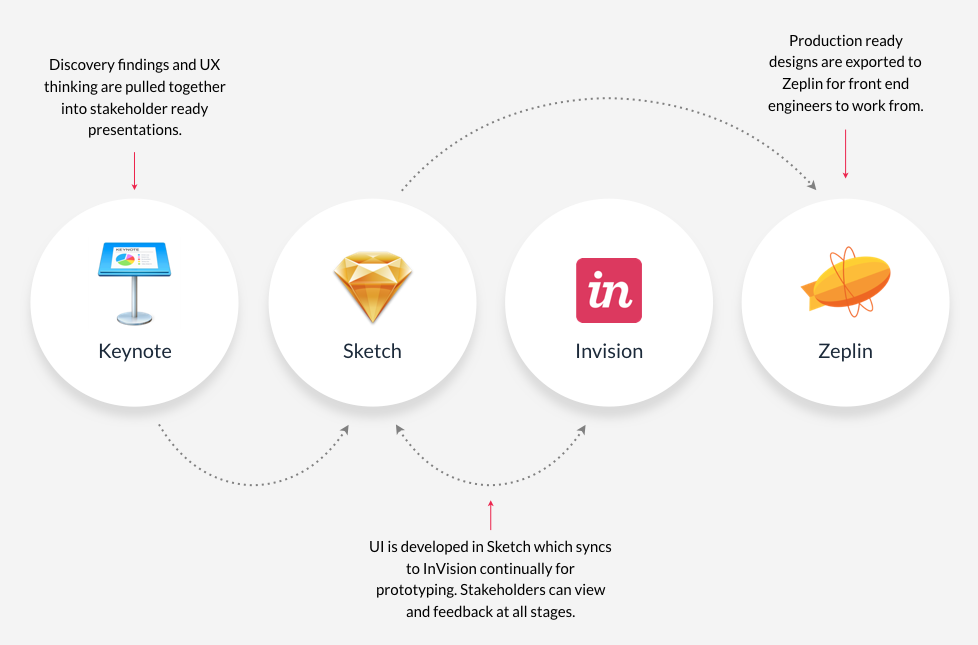 Discovery findings and UX
thinking are pulled together
into stakeholder ready
presentations.
Production ready
designs are exported to
Zeplin for front end
engineers to work from.
KEYNOTE
in
Keynote
Sketch
Invision
Zeplin
UI is developed in Sketch which syncs
to InVision continually for
prototyping. Stakeholders can view
and feedback at all stages.